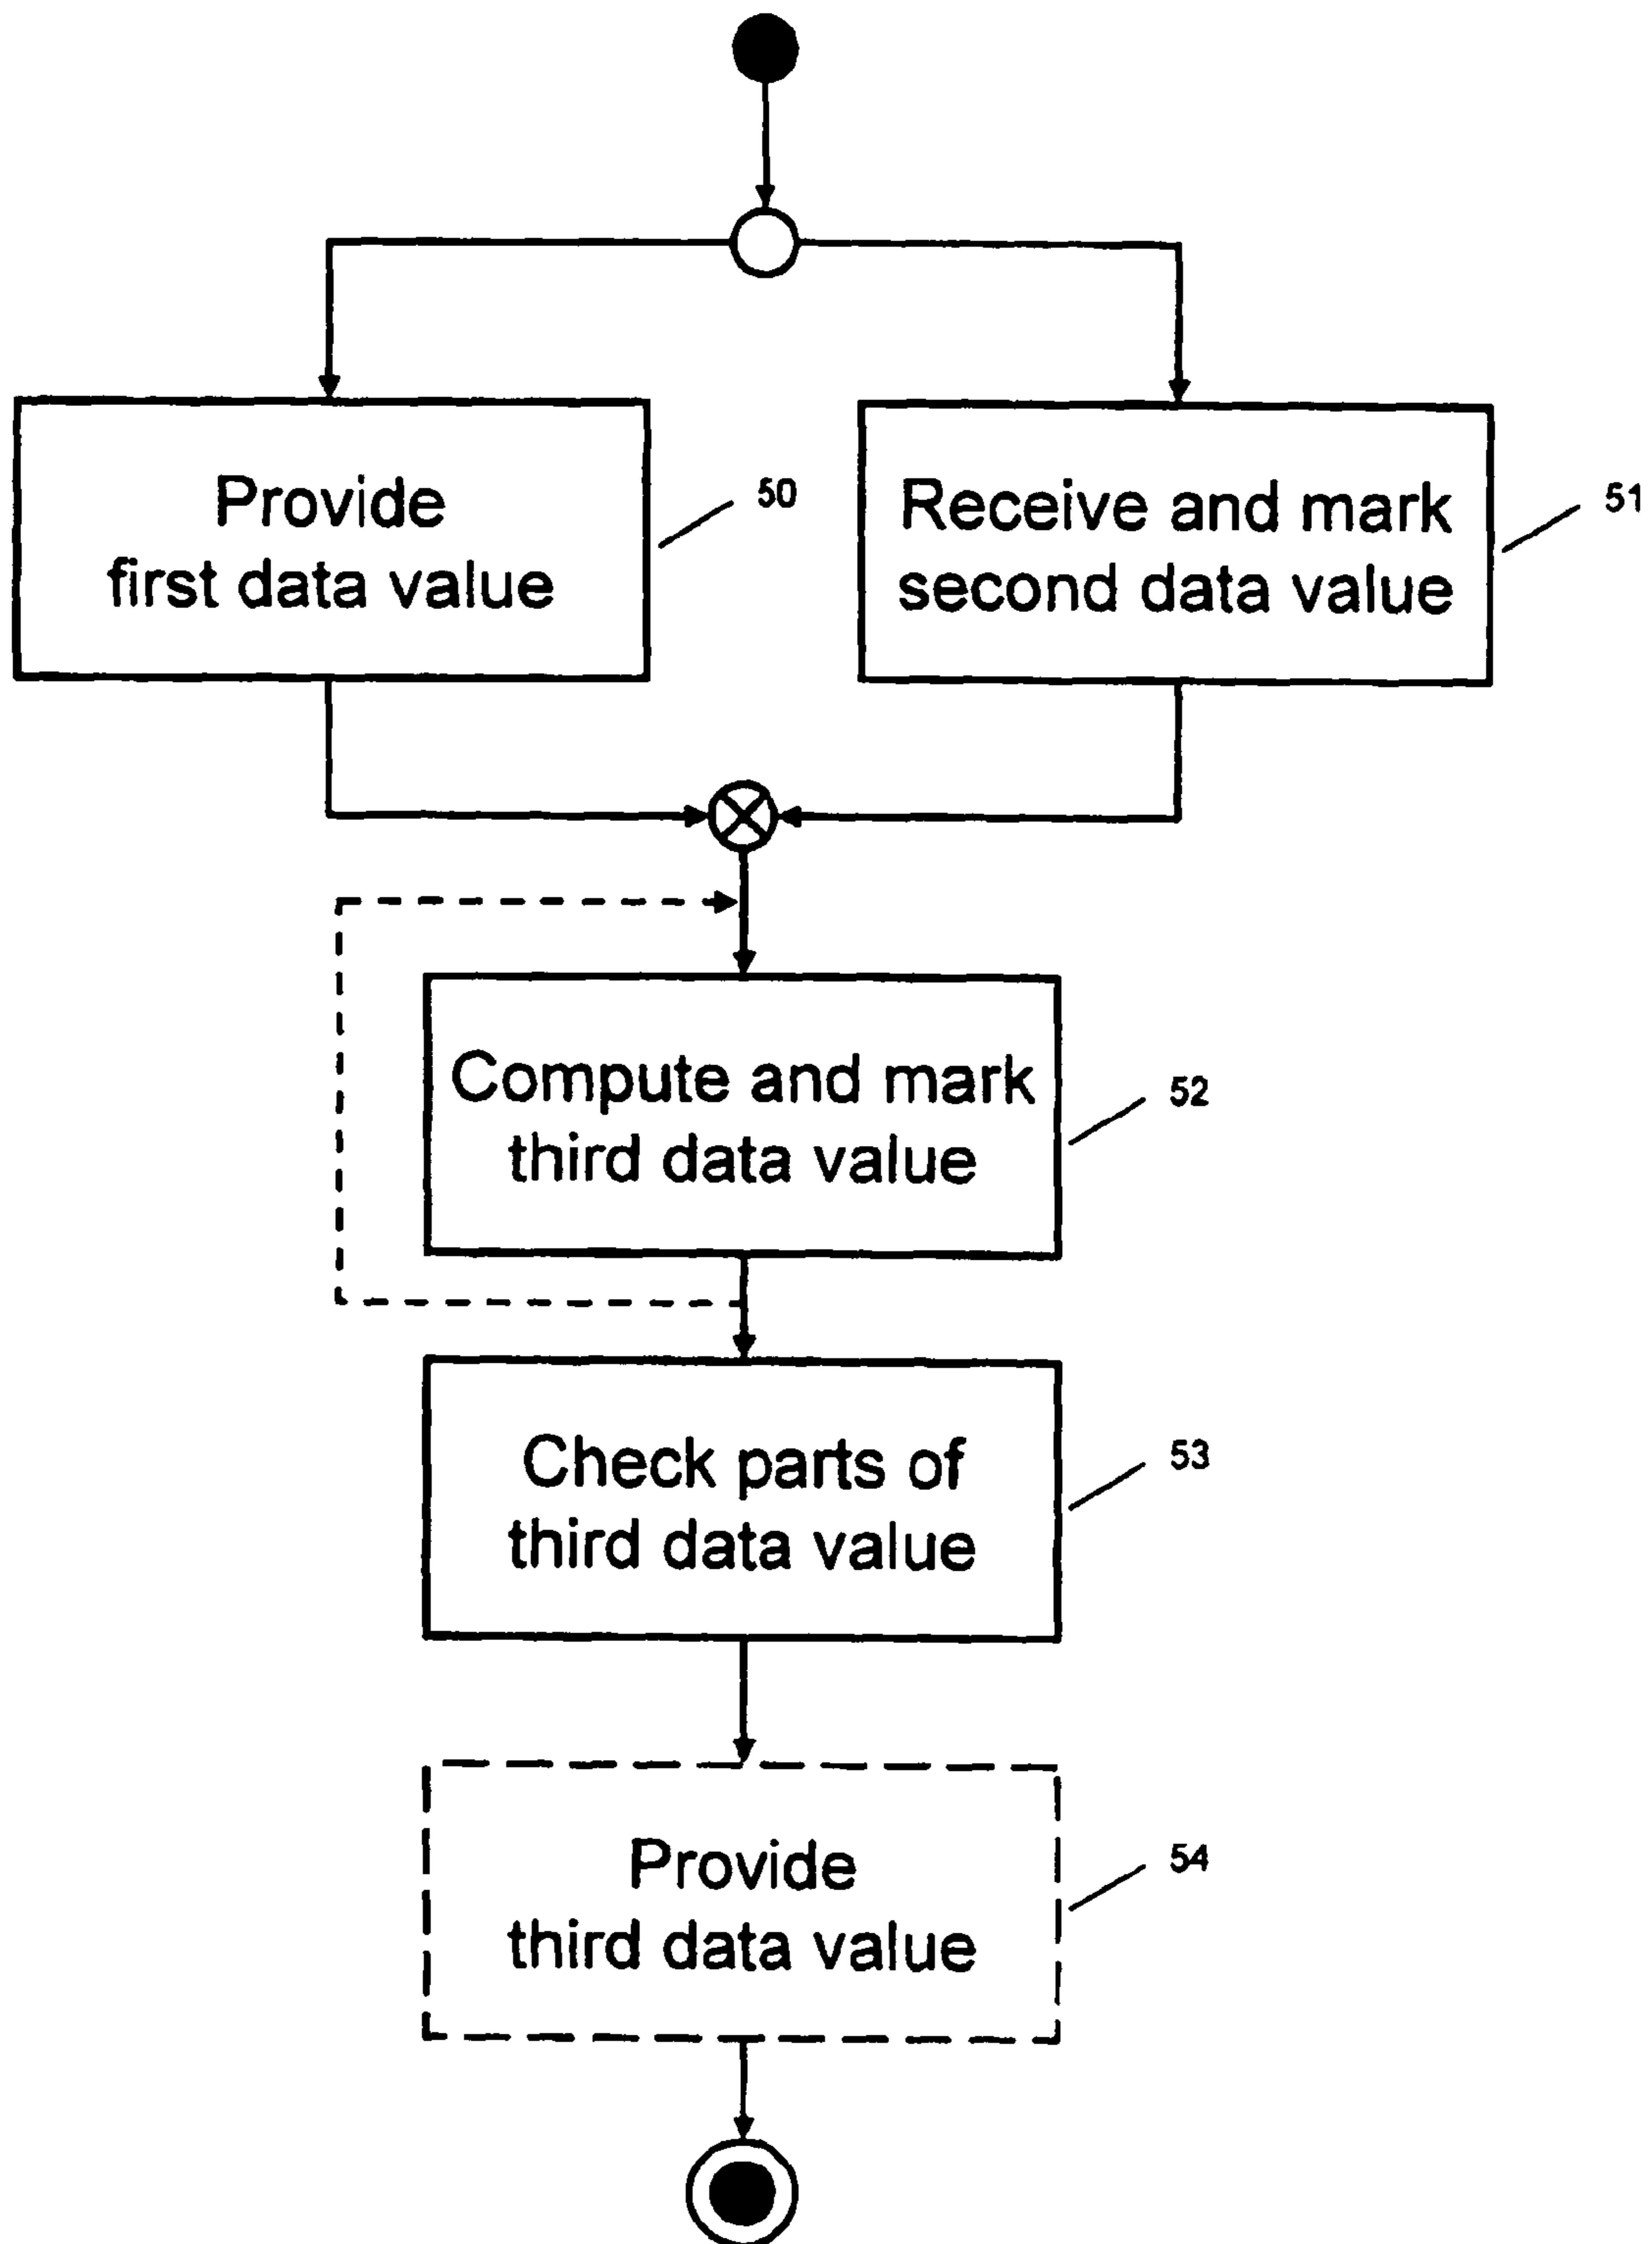 Provide
first data value
50
Receive and mark
second data value
51
Compute and mark
third data value
52
Check parts of
third data value
53
Provide
third data value
54